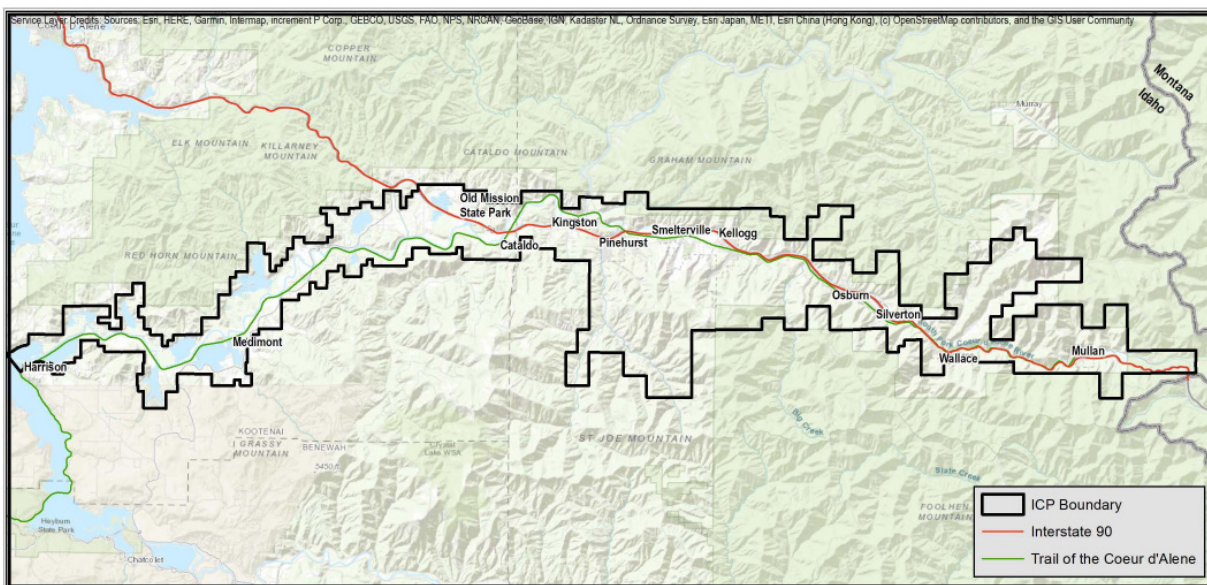 Service Layer Credits: Sources: Esri, HERE, Garmin, Intermap, increment P Corp., GEBCO, USGS, FAO, NPS, NRCAN, GeoBase, IGN, Kadaster NL, Ordnance Survey, Esri Japan, METI, Esri China (Hong Kong), (c) OpenStreetMap contributors, and the GIS User Community
COPPER
MOUNTAIN
Montana
Idaho
Murray
ELK MOUNTAIN
KILLARNEY
MOUNTAIN
CATALDO MOUNTAIN
GRAHAM MOUNTAIN
Old Mission
State Park
Kingston
Cataldo
Pinehurst
Smelterville
Kellogg
RED HORN MOUNTAIN
Osburn
Silverton
Medimont
Wallace
Mullan
Harrison
Big Creek
KOOTENAI
BENEWAH
GRASSY
MOUNTAIN
ST JOE MOUNTAIN
Slate Creek
FOOLHEN
MOUNTAIN
Heyburn
State Park
Chatcolet
ICP Boundary
Interstate 90
Trail of the Coeur d'Alene